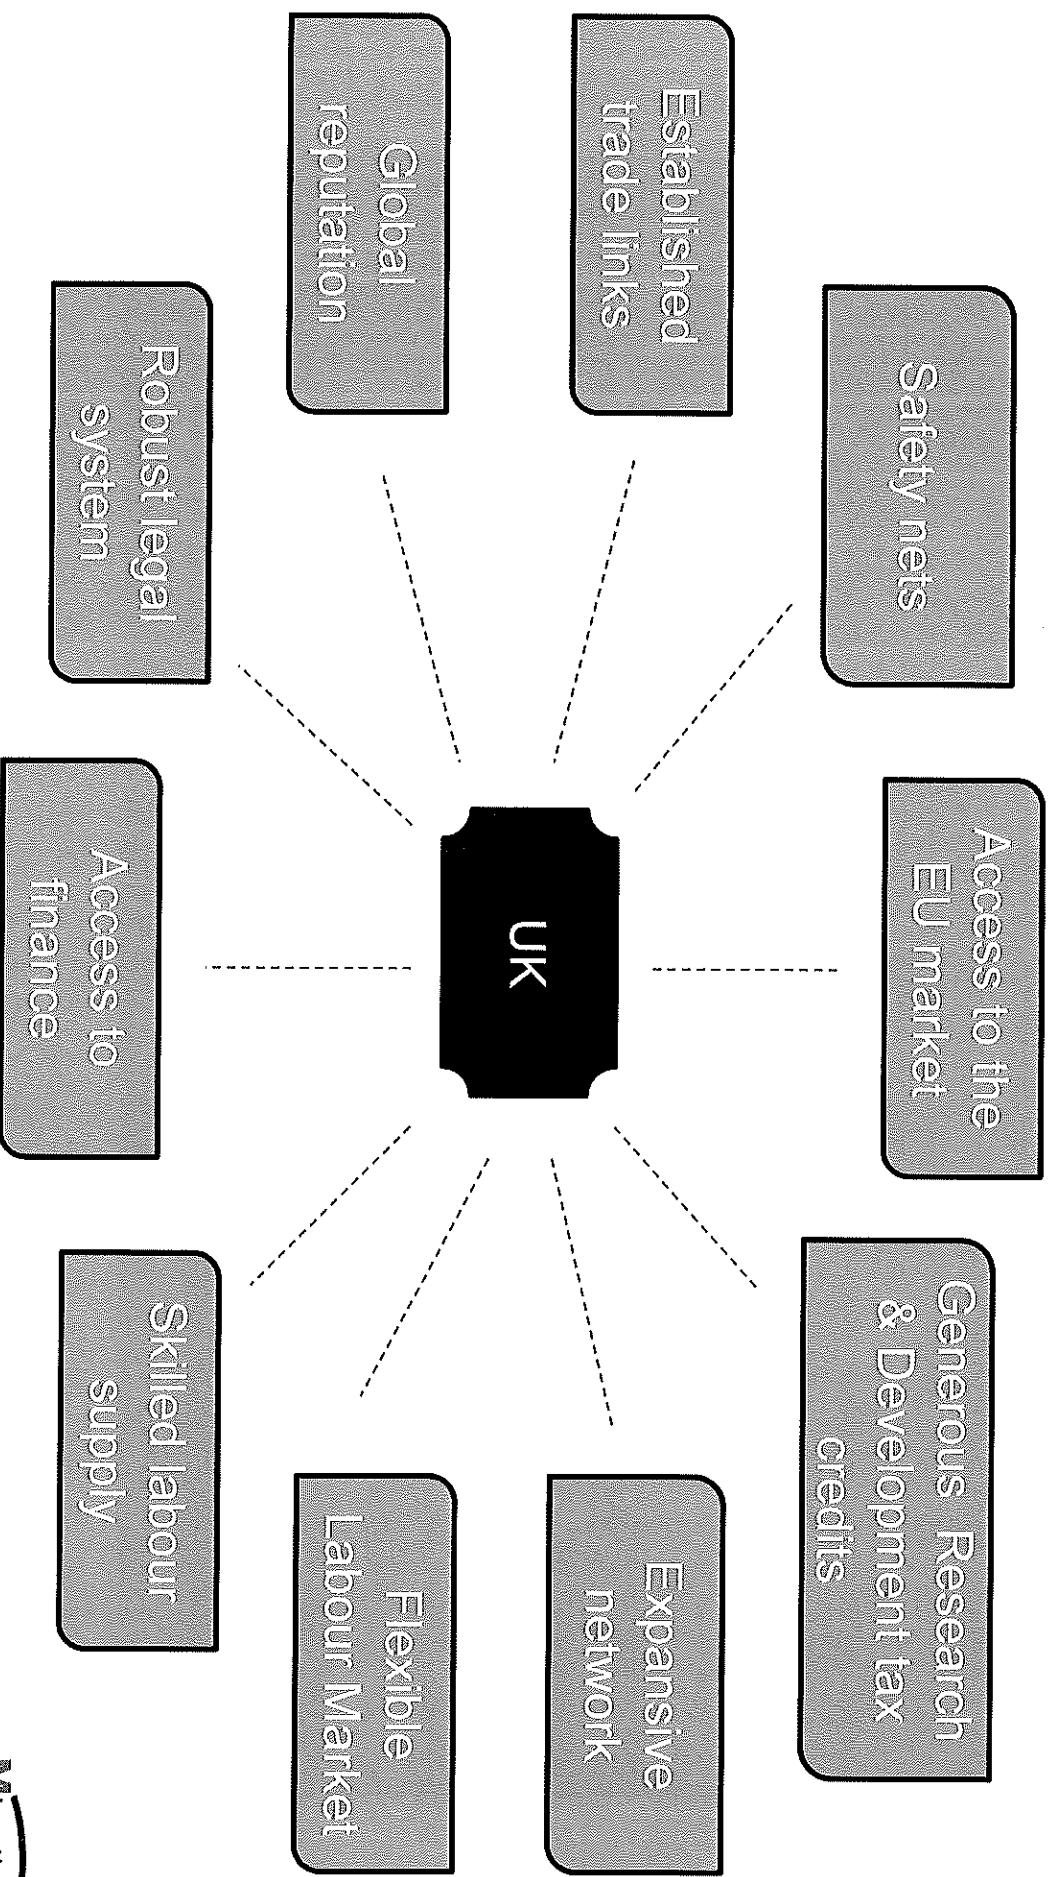 Access to the
EU market
Safety nets
Generous Research
& Development tax
credits
Established
trade links
Expansive
network
UK
Global
reputation
Flexible
Labour Market
Robust legal
system
Skilled labour
supply
Access to
finance